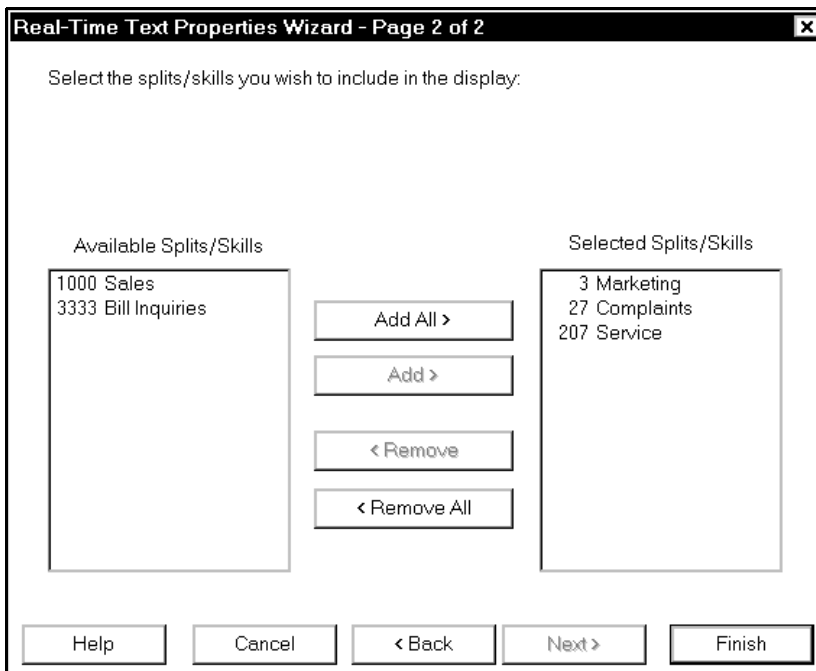 Real-Time Text Properties Wizard - Page 2 of 2
Select the splits/skills you wish to include in the display:
Available Splits/Skills
1000 Sales
3333 Bill Inquiries
Add All >
Add >
< Remove
< Remove All
Selected Splits/Skills
3 Marketing
27 Complaints
207 Service
Help
Cancel
< Back
Next >
Finish